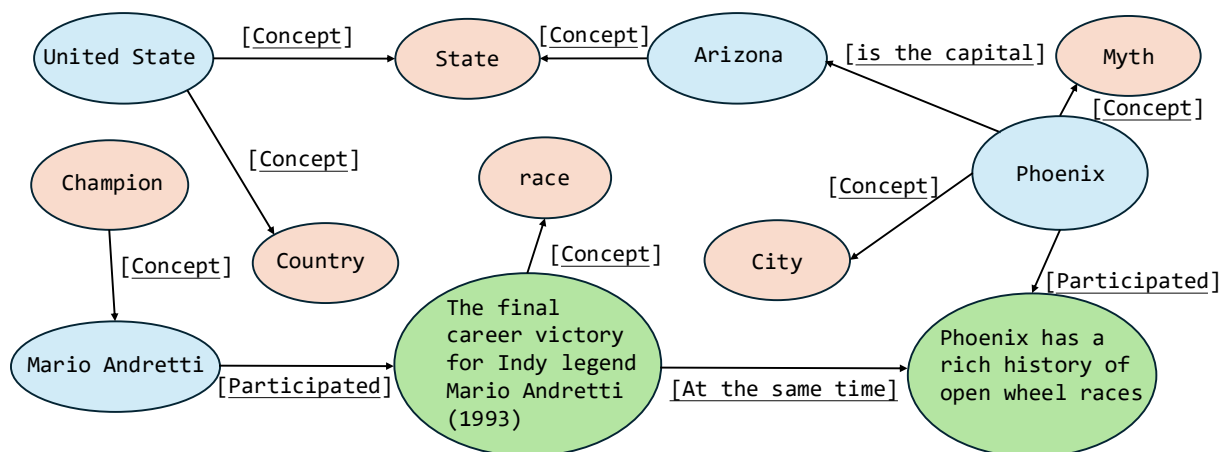 United State
[Concept]
State
[Concept]
Arizona
[is the capital]
Myth
[Concept]
Champion
[Concept]
race
[Concept]
Phoenix
[Concept]
Country
[Concept]
City
[Concept]
Mario Andretti
[Participated]
The final
career victory
for Indy legend
Mario Andretti
(1993)
[At the same time]
[Participated]
Phoenix has a
rich history of
open wheel races